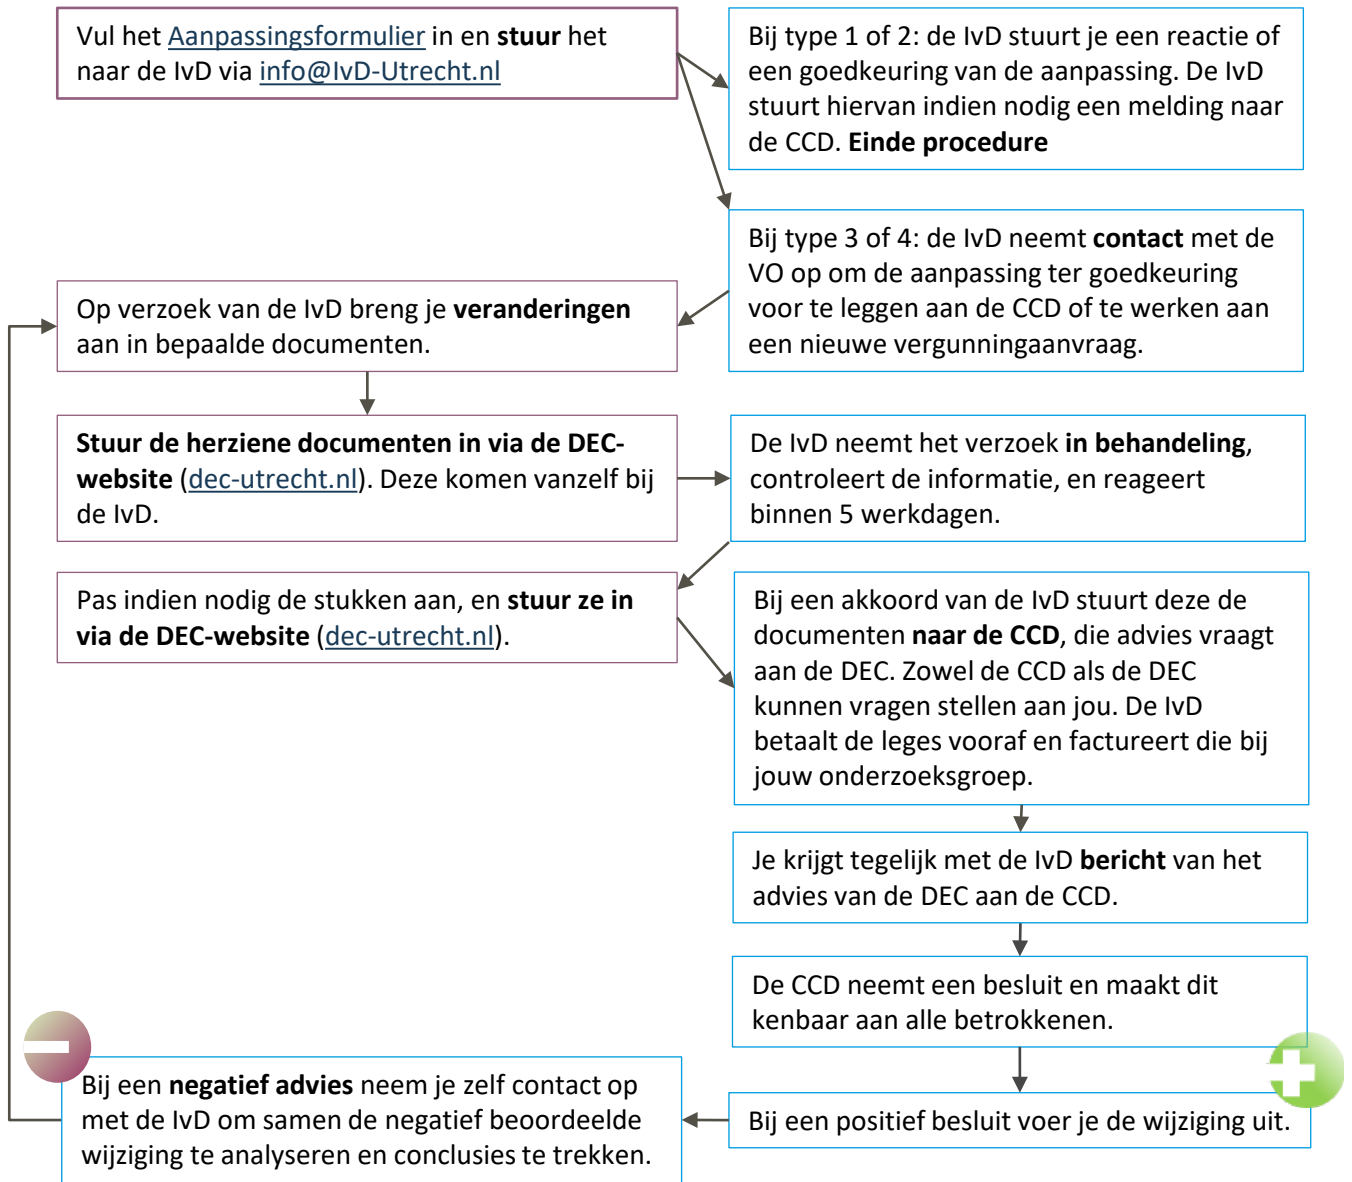 Vul het Aanpassingsformulier in en stuur het
naar de IvD via info@IvD-Utrecht.nl
Bij type 1 of 2: de IvD stuurt je een reactie of
een goedkeuring van de aanpassing. De IvD
stuurt hiervan indien nodig een melding naar
de CCD. Einde procedure
Bij type 3 of 4: de IvD neemt contact met de
VO op om de aanpassing ter goedkeuring
voor te leggen aan de CCD of te werken aan
een nieuwe vergunningaanvraag.
Op verzoek van de IvD breng je veranderingen
aan in bepaalde documenten.
Stuur de herziene documenten in via de DEC-
website (dec-utrecht.nl). Deze komen vanzelf bij
de IvD.
De IvD neemt het verzoek in behandeling,
controleert de informatie, en reageert
binnen 5 werkdagen.
Pas indien nodig de stukken aan, en stuur ze in
via de DEC-website (dec-utrecht.nl).
Bij een akkoord van de IvD stuurt deze de
documenten naar de CCD, die advies vraagt
aan de DEC. Zowel de CCD als de DEC
kunnen vragen stellen aan jou. De IvD
betaalt de leges vooraf en factureert die bij
jouw onderzoeksgroep.
Je krijgt tegelijk met de IvD bericht van het
advies van de DEC aan de CCD.
De CCD neemt een besluit en maakt dit
kenbaar aan alle betrokkenen.
Bij een positief besluit voer je de wijziging uit.
Bij een negatief advies neem je zelf contact op
met de IvD om samen de negatief beoordeelde
wijziging te analyseren en conclusies te trekken.